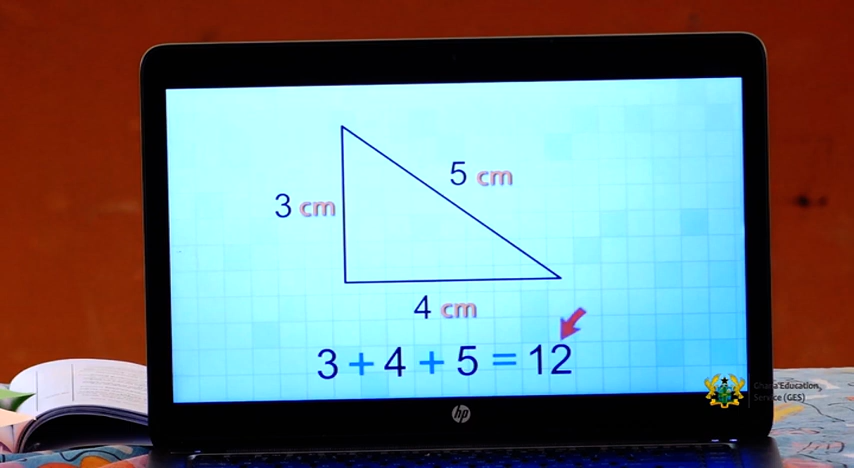 5 cm
3 cm
4 cm
3 + 4 + 5 = 12
hp
Ghana Education
Service (GES)